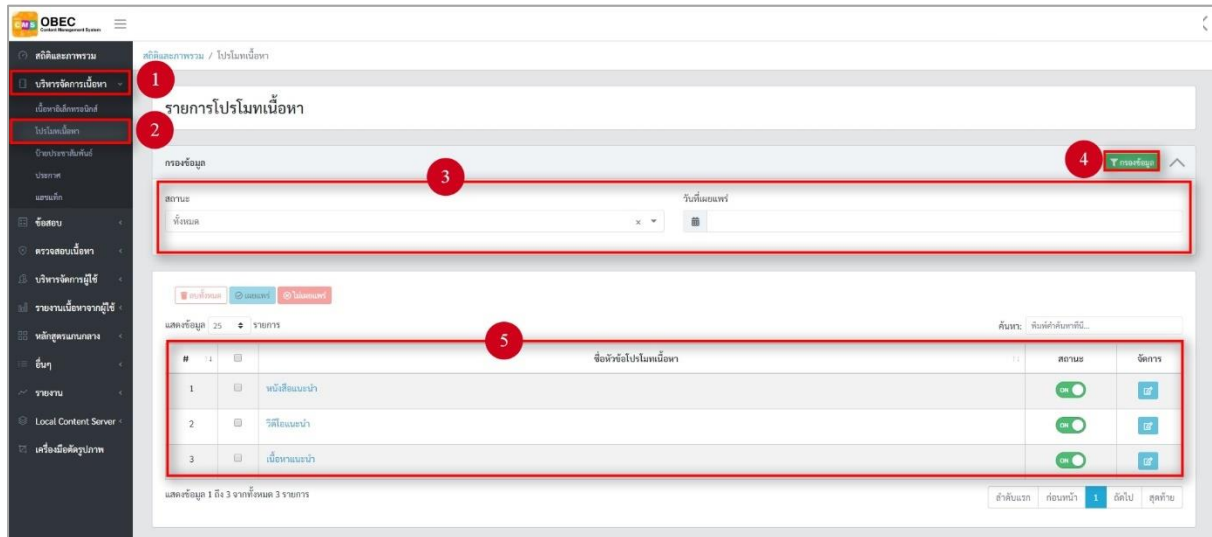 CMS OBEC
Content Management System
สถิติและภาพรวม
บริหารจัดการเนื้อหา
เนื้อหาอิเล็กทรอนิกส์
โปรโมทเนื้อหา
ป้ายประชาสัมพันธ์
ประกาศ
แฮชแท็ก
ข้อสอบ
ตรวจสอบเนื้อหา
บริหารจัดการผู้ใช้
รายงานเนื้อหาจากผู้ใช้
หลักสูตรแกนกลาง
อื่นๆ
รายงาน
Local Content Server
เครื่องมือตัดรูปภาพ
1
2
สถิติและภาพรวม / โปรโมทเนื้อหา
รายการโปรโมทเนื้อหา
กรองข้อมูล
3
4
กรองข้อมูล
สถานะ วันที่เผยแพร่
ทั้งหมด ×
ลบทั้งหมด เผยแพร่ ไม่เผยแพร่
แสดงข้อมูล 25 รายการ ค้นหา: พิมพ์คำค้นหาที่นี่...
5
# ชื่อหัวข้อโปรโมทเนื้อหา สถานะ จัดการ
1 หนังสือแนะนำ ON
2 วิดีโอแนะนำ ON
3 เนื้อหาแนะนำ ON
แสดงข้อมูล 1 ถึง 3 จากทั้งหมด 3 รายการ ลำดับแรก ก่อนหน้า 1 ถัดไป สุดท้าย